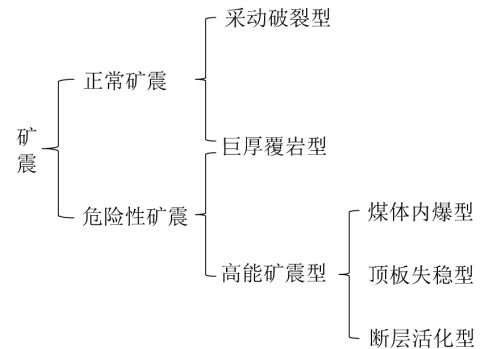 矿震
正常矿震
采动破裂型
巨厚覆岩型
危险性矿震
高能矿震型
煤体内爆型
顶板失稳型
断层活化型